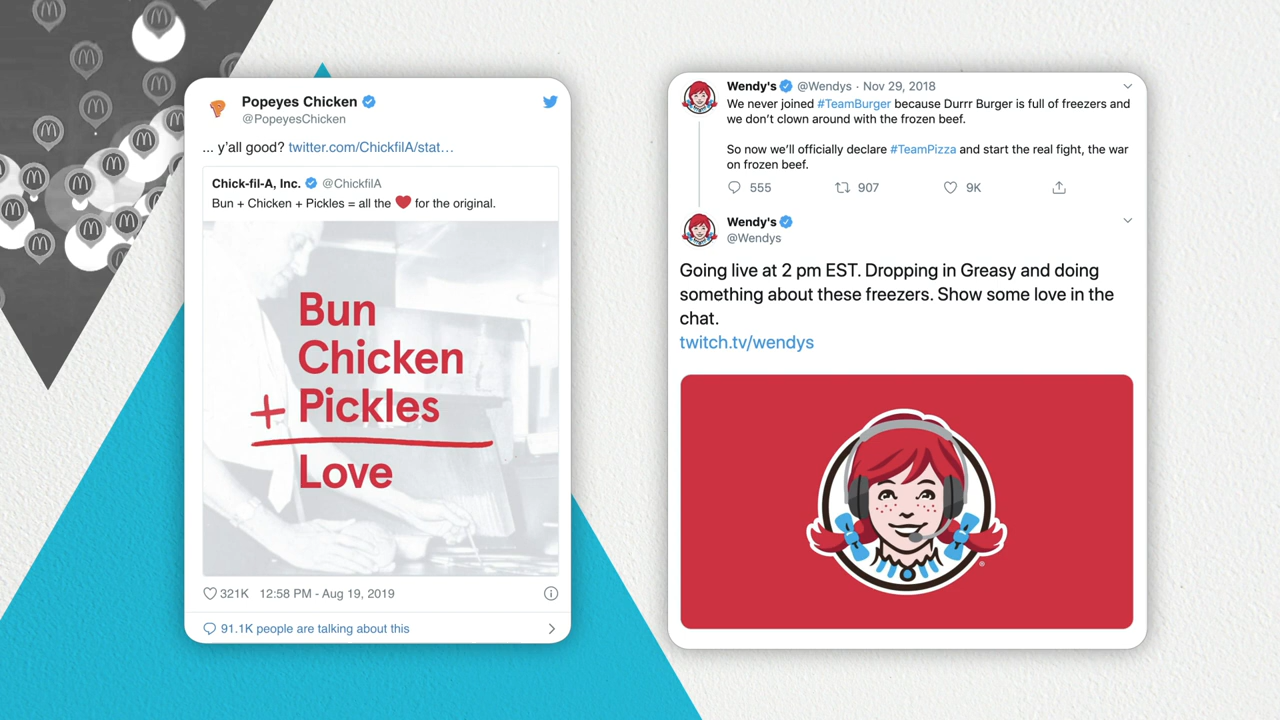 Popeyes Chicken
@PopeyesChicken
... y'all good? twitter.com/ChickfilA/stat…
Chick-fil-A, Inc. @ChickfilA
Bun + Chicken + Pickles = all the ❤️ for the original.
Bun
Chicken
+ Pickles
Love
321K 12:58 PM - Aug 19, 2019
91.1K people are talking about this
Wendy's @Wendys · Nov 29, 2018
We never joined #TeamBurger because Durrr Burger is full of freezers and
we don't clown around with the frozen beef.
So now we'll officially declare #TeamPizza and start the real fight, the war
on frozen beef.
555 907 9K
Wendy's
@Wendys
Going live at 2 pm EST. Dropping in Greasy and doing
something about these freezers. Show some love in the
chat.
twitch.tv/wendys
®